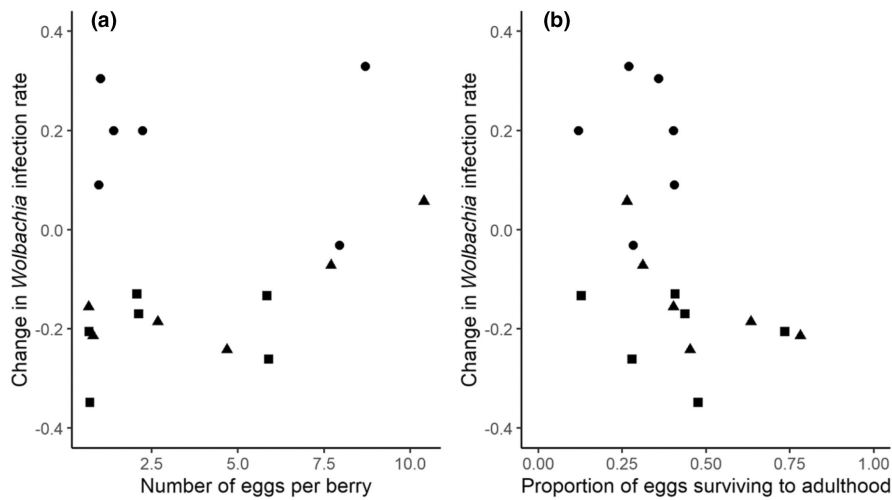 (a)
Change in Wolbachia infection rate
0.4
0.2
0.0
-0.2
-0.4
2.5 5.0 7.5 10.0
Number of eggs per berry
(b)
Change in Wolbachia infection rate
0.4
0.2
0.0
-0.2
-0.4
0.00 0.25 0.50 0.75 1.00
Proportion of eggs surviving to adulthood